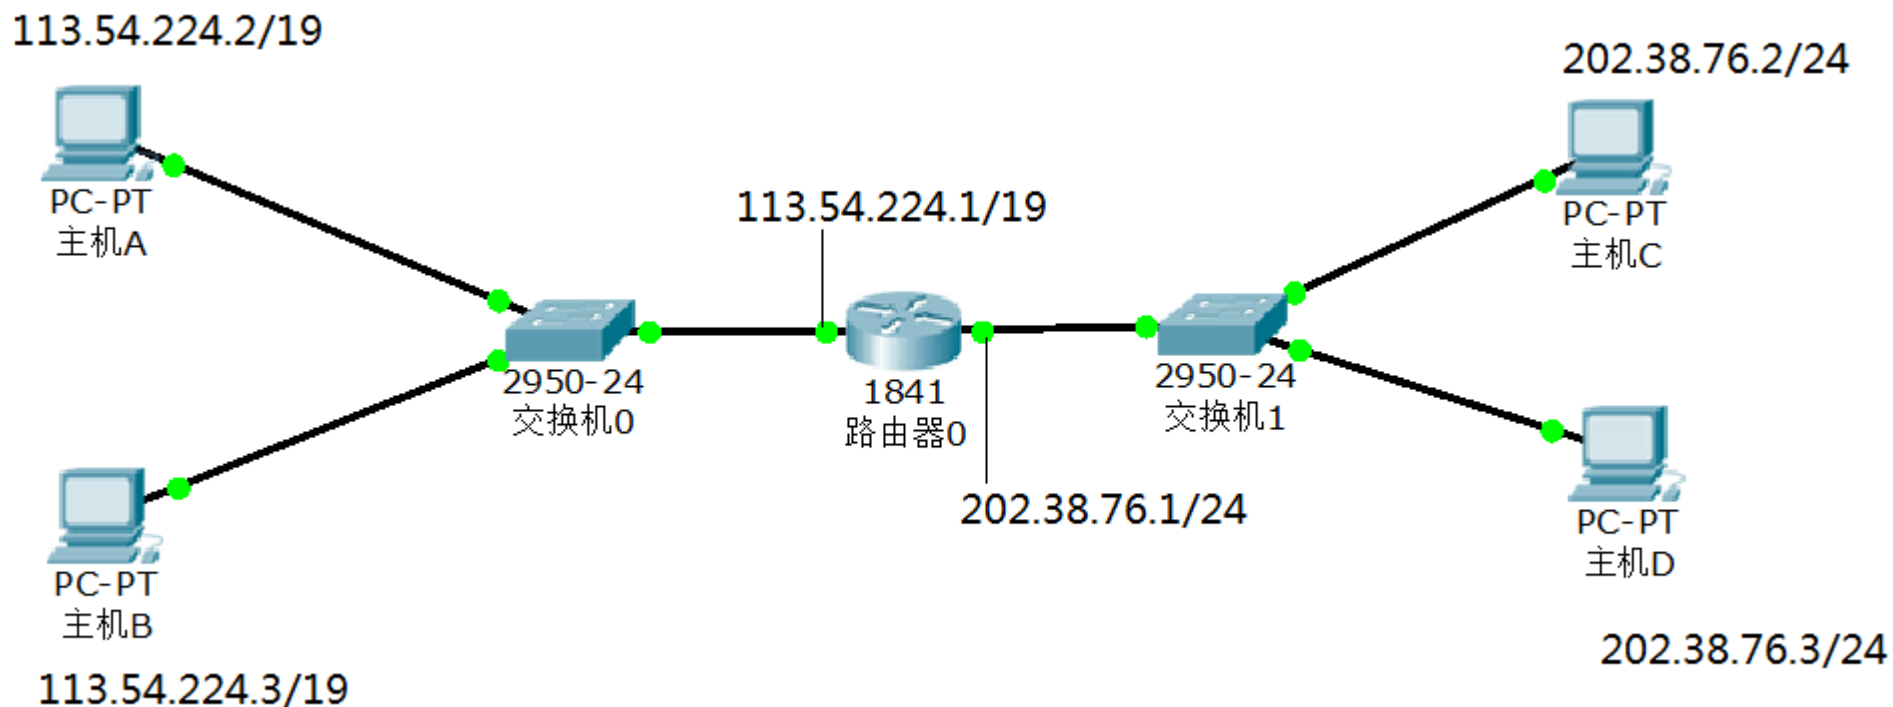 113.54.224.2/19
202.38.76.2/24
PC-PT
主机A
113.54.224.1/19
PC-PT
主机C
2950-24
交换机0
1841
路由器0
2950-24
交换机1
202.38.76.1/24
PC-PT
主机B
PC-PT
主机D
113.54.224.3/19
202.38.76.3/24